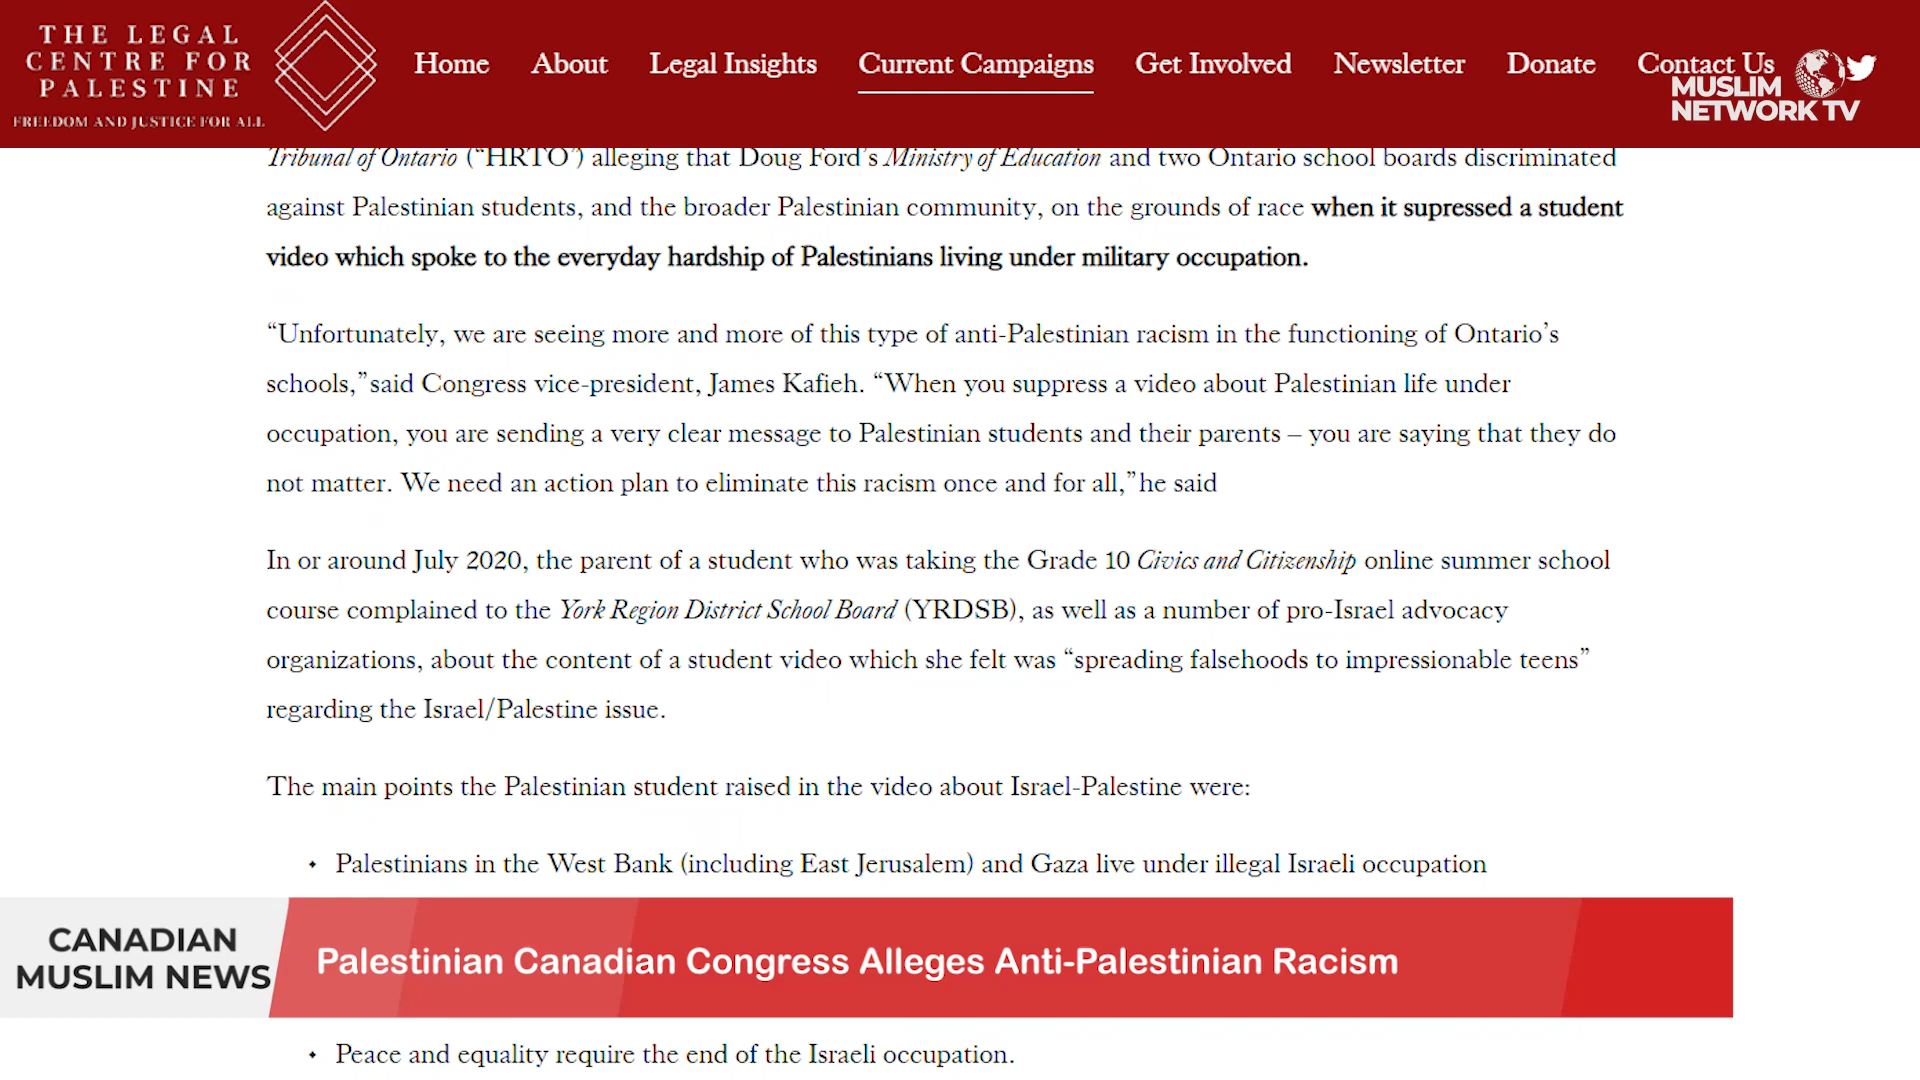 THE LEGAL
CENTRE FOR
PALESTINE
FREEDOM AND JUSTICE FOR ALL
Home About Legal Insights Current Campaigns Get Involved Newsletter Donate Contact Us
MUSLIM
NETWORK TV
Tribunal of Ontario (“HRTO”) alleging that Doug Ford’s Ministry of Education and two Ontario school boards discriminated
against Palestinian students, and the broader Palestinian community, on the grounds of race when it supressed a student
video which spoke to the everyday hardship of Palestinians living under military occupation.
“Unfortunately, we are seeing more and more of this type of anti-Palestinian racism in the functioning of Ontario’s
schools,” said Congress vice-president, James Kafieh. “When you suppress a video about Palestinian life under
occupation, you are sending a very clear message to Palestinian students and their parents – you are saying that they do
not matter. We need an action plan to eliminate this racism once and for all,” he said
In or around July 2020, the parent of a student who was taking the Grade 10 Civics and Citizenship online summer school
course complained to the York Region District School Board (YRDSB), as well as a number of pro-Israel advocacy
organizations, about the content of a student video which she felt was “spreading falsehoods to impressionable teens”
regarding the Israel/Palestine issue.
The main points the Palestinian student raised in the video about Israel-Palestine were:
• Palestinians in the West Bank (including East Jerusalem) and Gaza live under illegal Israeli occupation
CANADIAN
MUSLIM NEWS
Palestinian Canadian Congress Alleges Anti-Palestinian Racism
• Peace and equality require the end of the Israeli occupation.